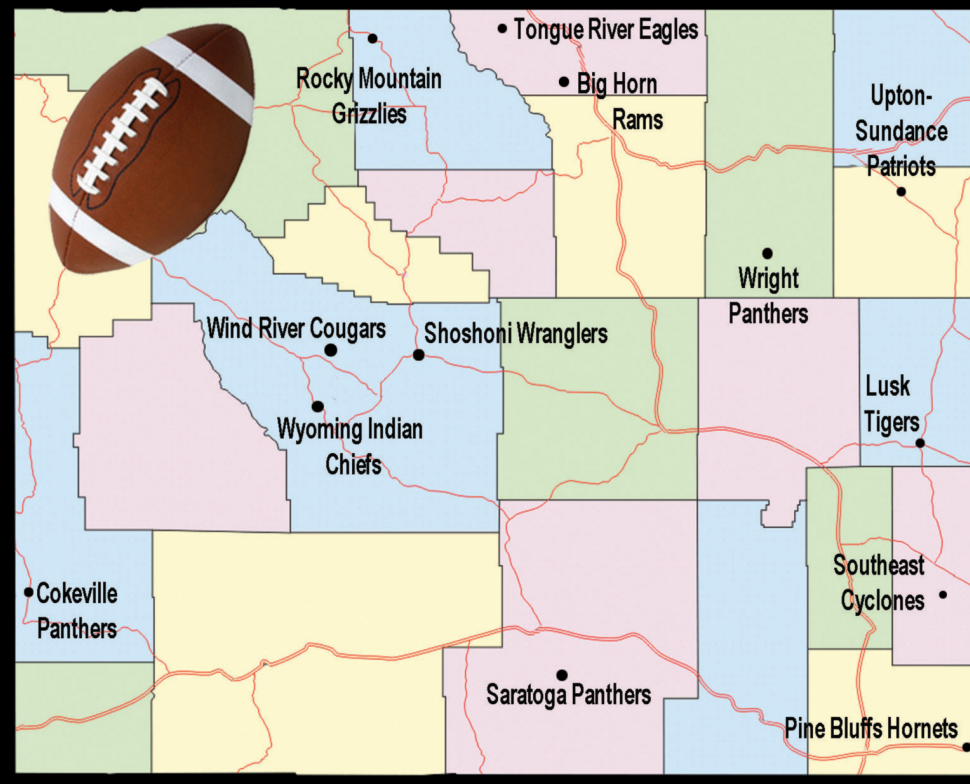 Tongue River Eagles
Rocky Mountain
Grizzlies
Big Horn
Rams
Upton-
Sundance
Patriots
Wright
Panthers
Wind River Cougars
Shoshoni Wranglers
Wyoming Indian
Chiefs
Lusk
Tigers
Cokeville
Panthers
Southeast
Cyclones
Saratoga Panthers
Pine Bluffs Hornets